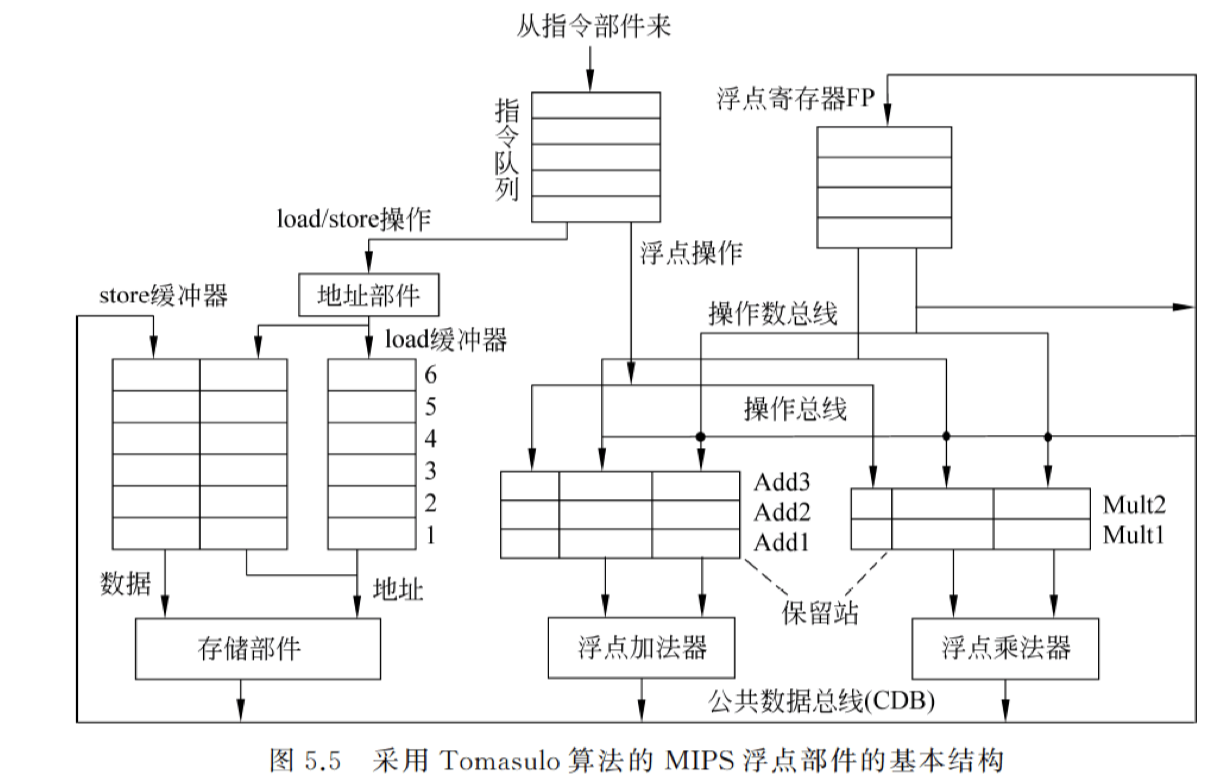 从指令部件来
浮点寄存器FP
指令队列
load/store操作
浮点操作
地址部件
store缓冲器
操作数总线
load缓冲器
6
5
操作总线
4
3
2
1
Add3
Add2
Add1
Mult2
Mult1
数据
地址
保留站
存储部件
浮点加法器
浮点乘法器
公共数据总线(CDB)
图 5.5 采用 Tomasulo 算法的 MIPS 浮点部件的基本结构